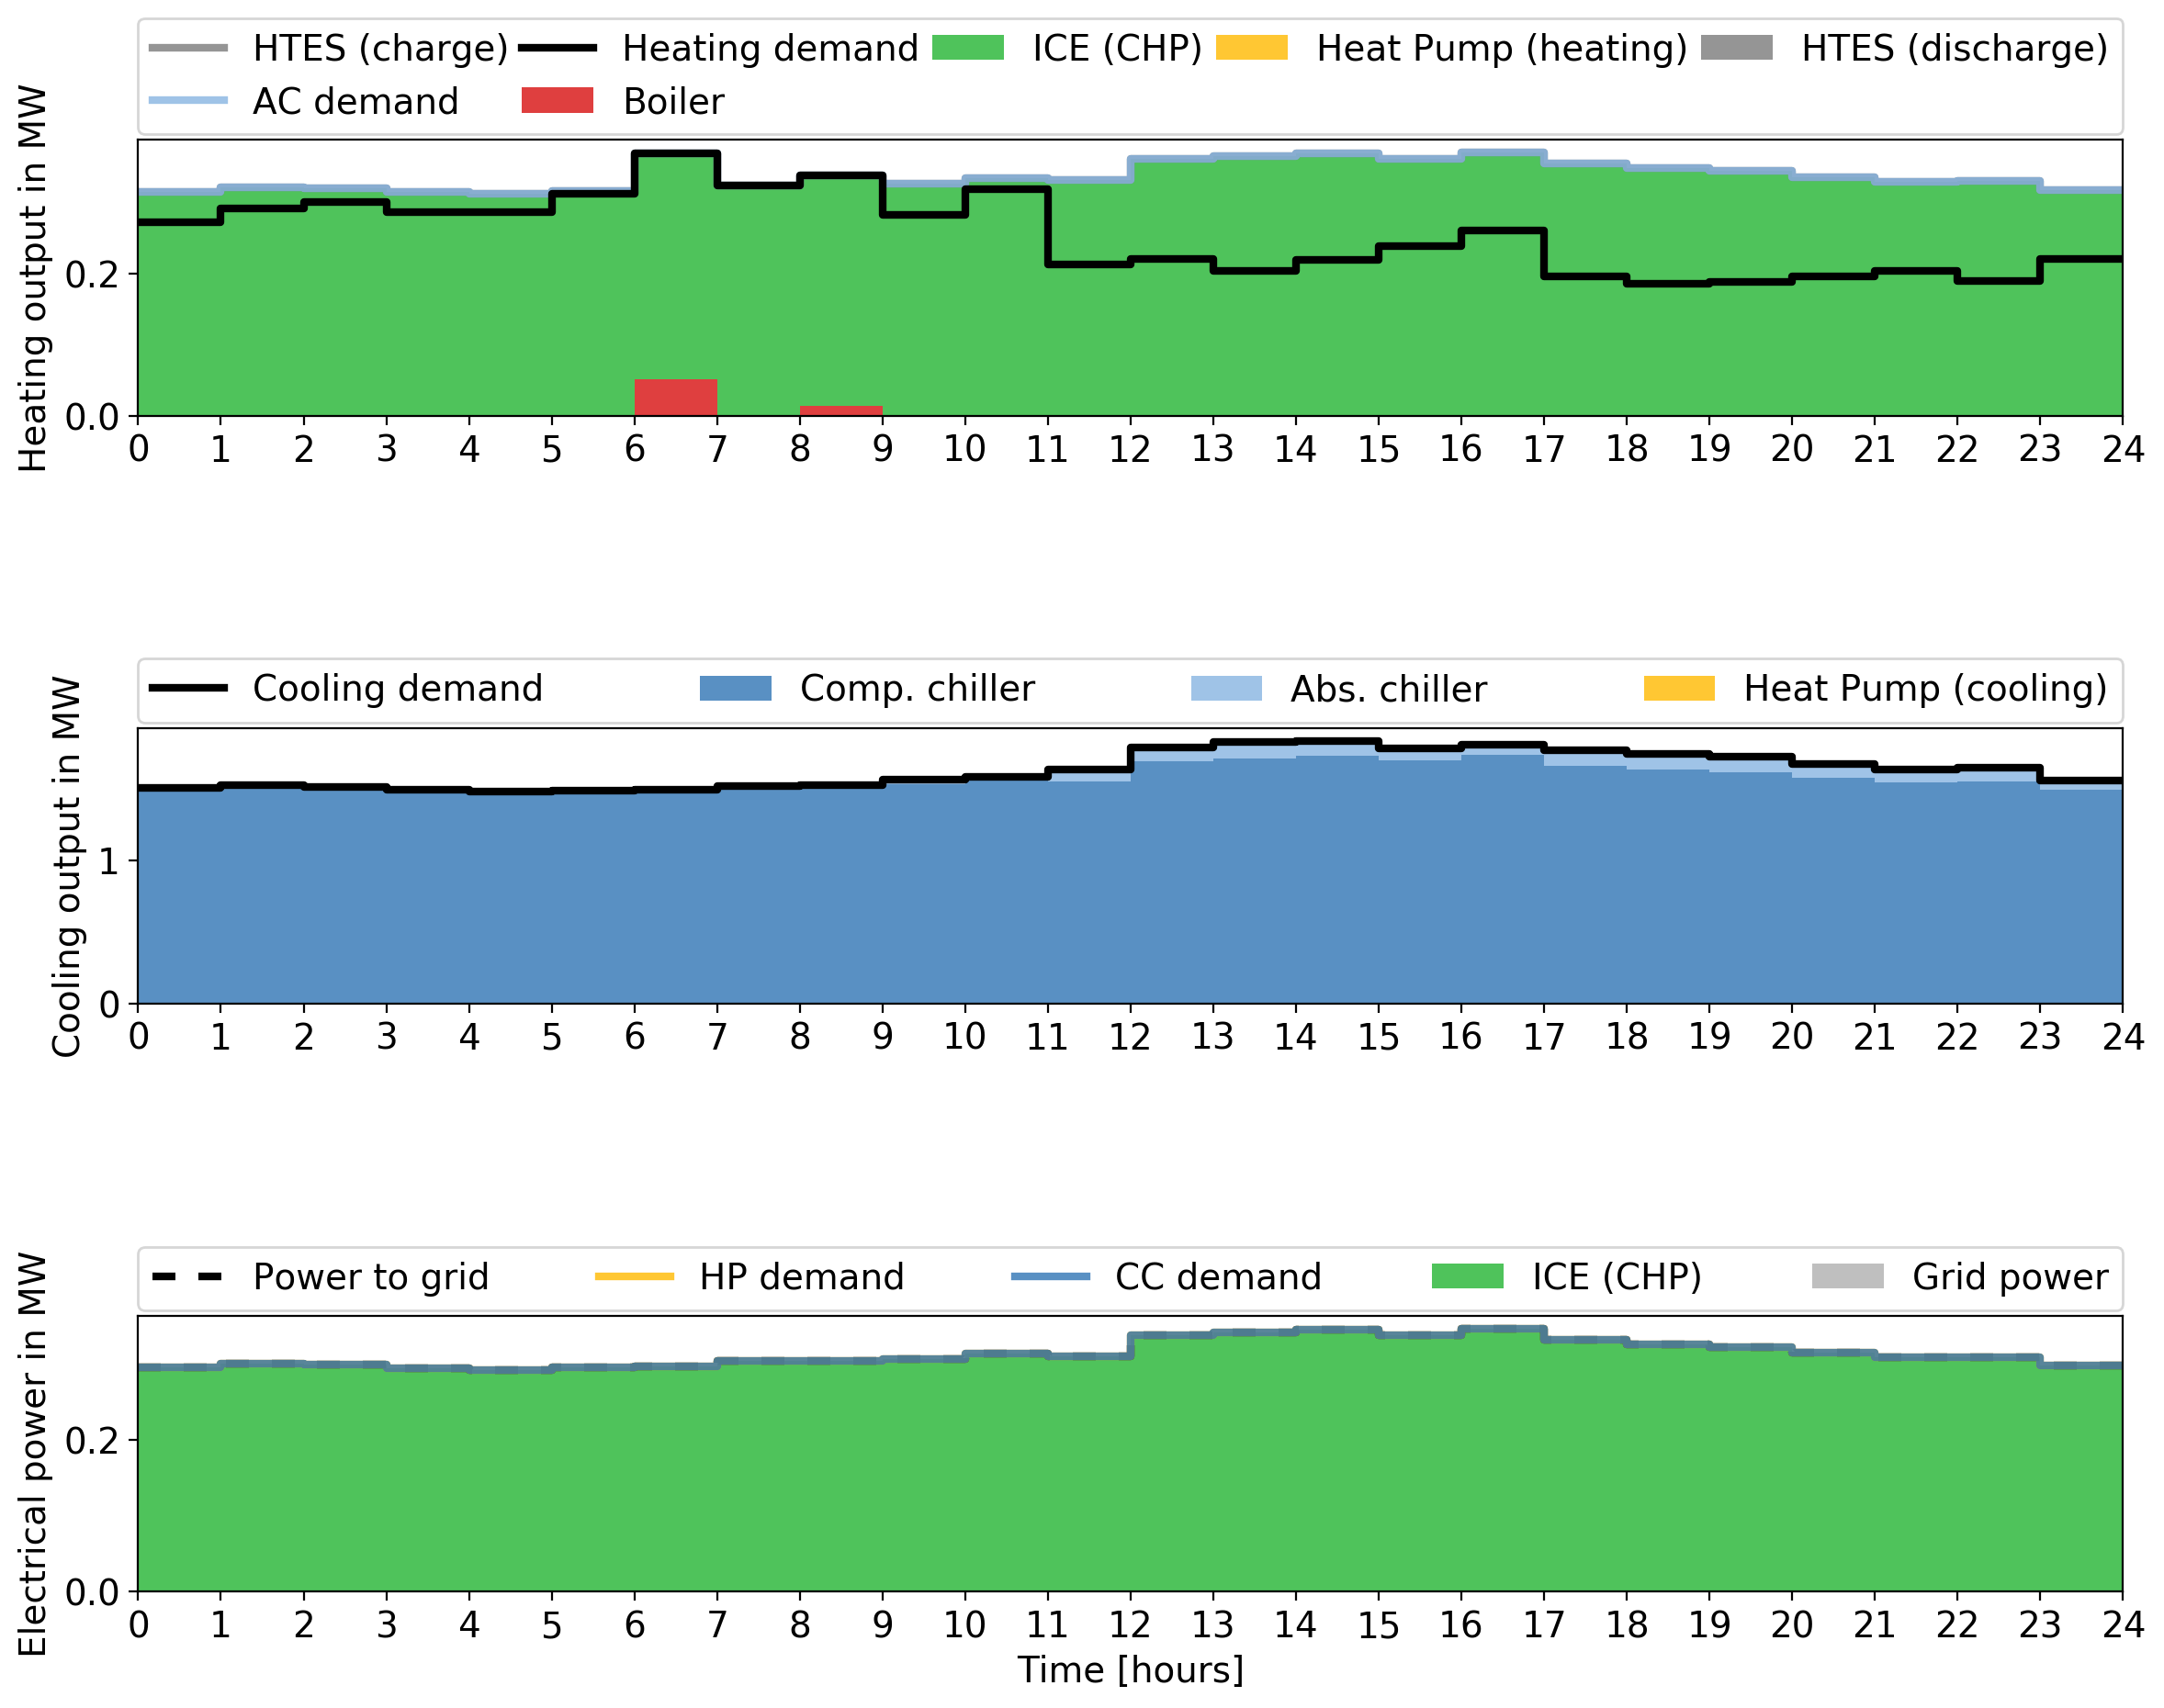 HTES (charge) Heating demand ICE (CHP) Heat Pump (heating) HTES (discharge)
AC demand Boiler
Heating output in MW
0.2
0.0
0 1 2 3 4 5 6 7 8 9 10 11 12 13 14 15 16 17 18 19 20 21 22 23 24
Cooling demand Comp. chiller Abs. chiller Heat Pump (cooling)
Cooling output in MW
1
0
0 1 2 3 4 5 6 7 8 9 10 11 12 13 14 15 16 17 18 19 20 21 22 23 24
Power to grid HP demand CC demand ICE (CHP) Grid power
Electrical power in MW
0.2
0.0
0 1 2 3 4 5 6 7 8 9 10 11 12 13 14 15 16 17 18 19 20 21 22 23 24
Time [hours]